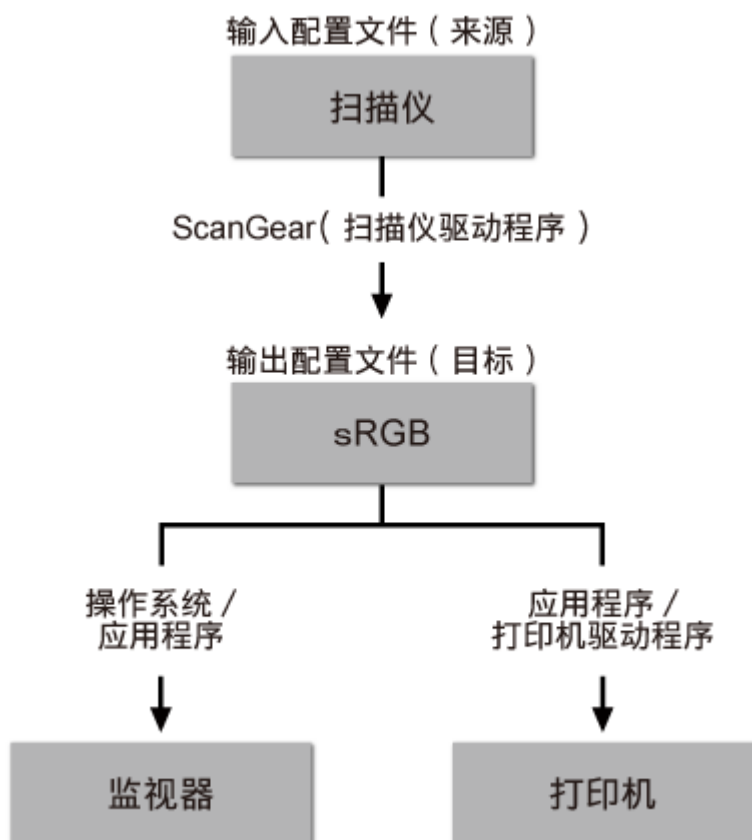 输入配置文件（来源）
扫描仪
ScanGear（扫描仪驱动程序）
输出配置文件（目标）
sRGB
操作系统 /
应用程序
应用程序 /
打印机驱动程序
监视器
打印机